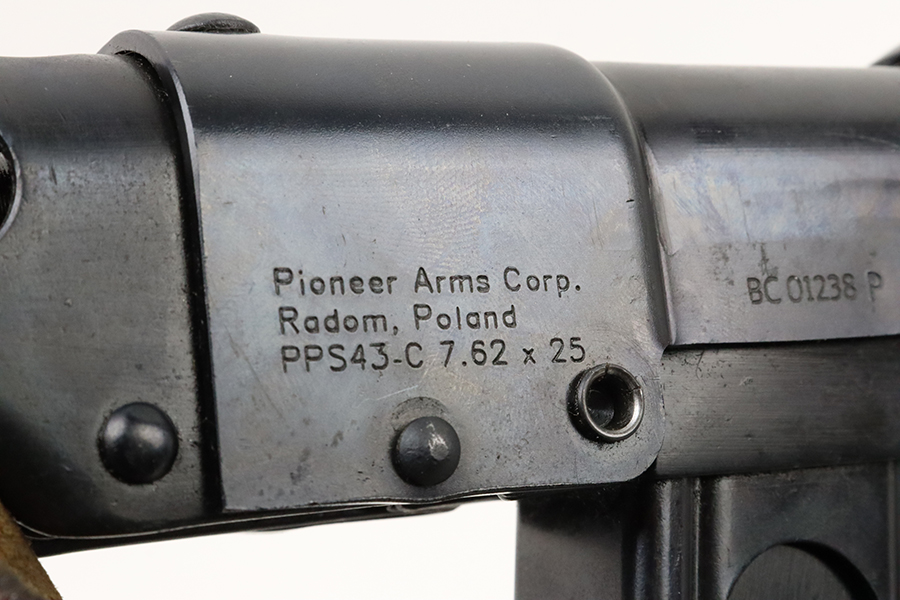 Pioneer Arms Corp.
Radom, Poland
PPS43-C 7.62 x 25
BC 01238 P